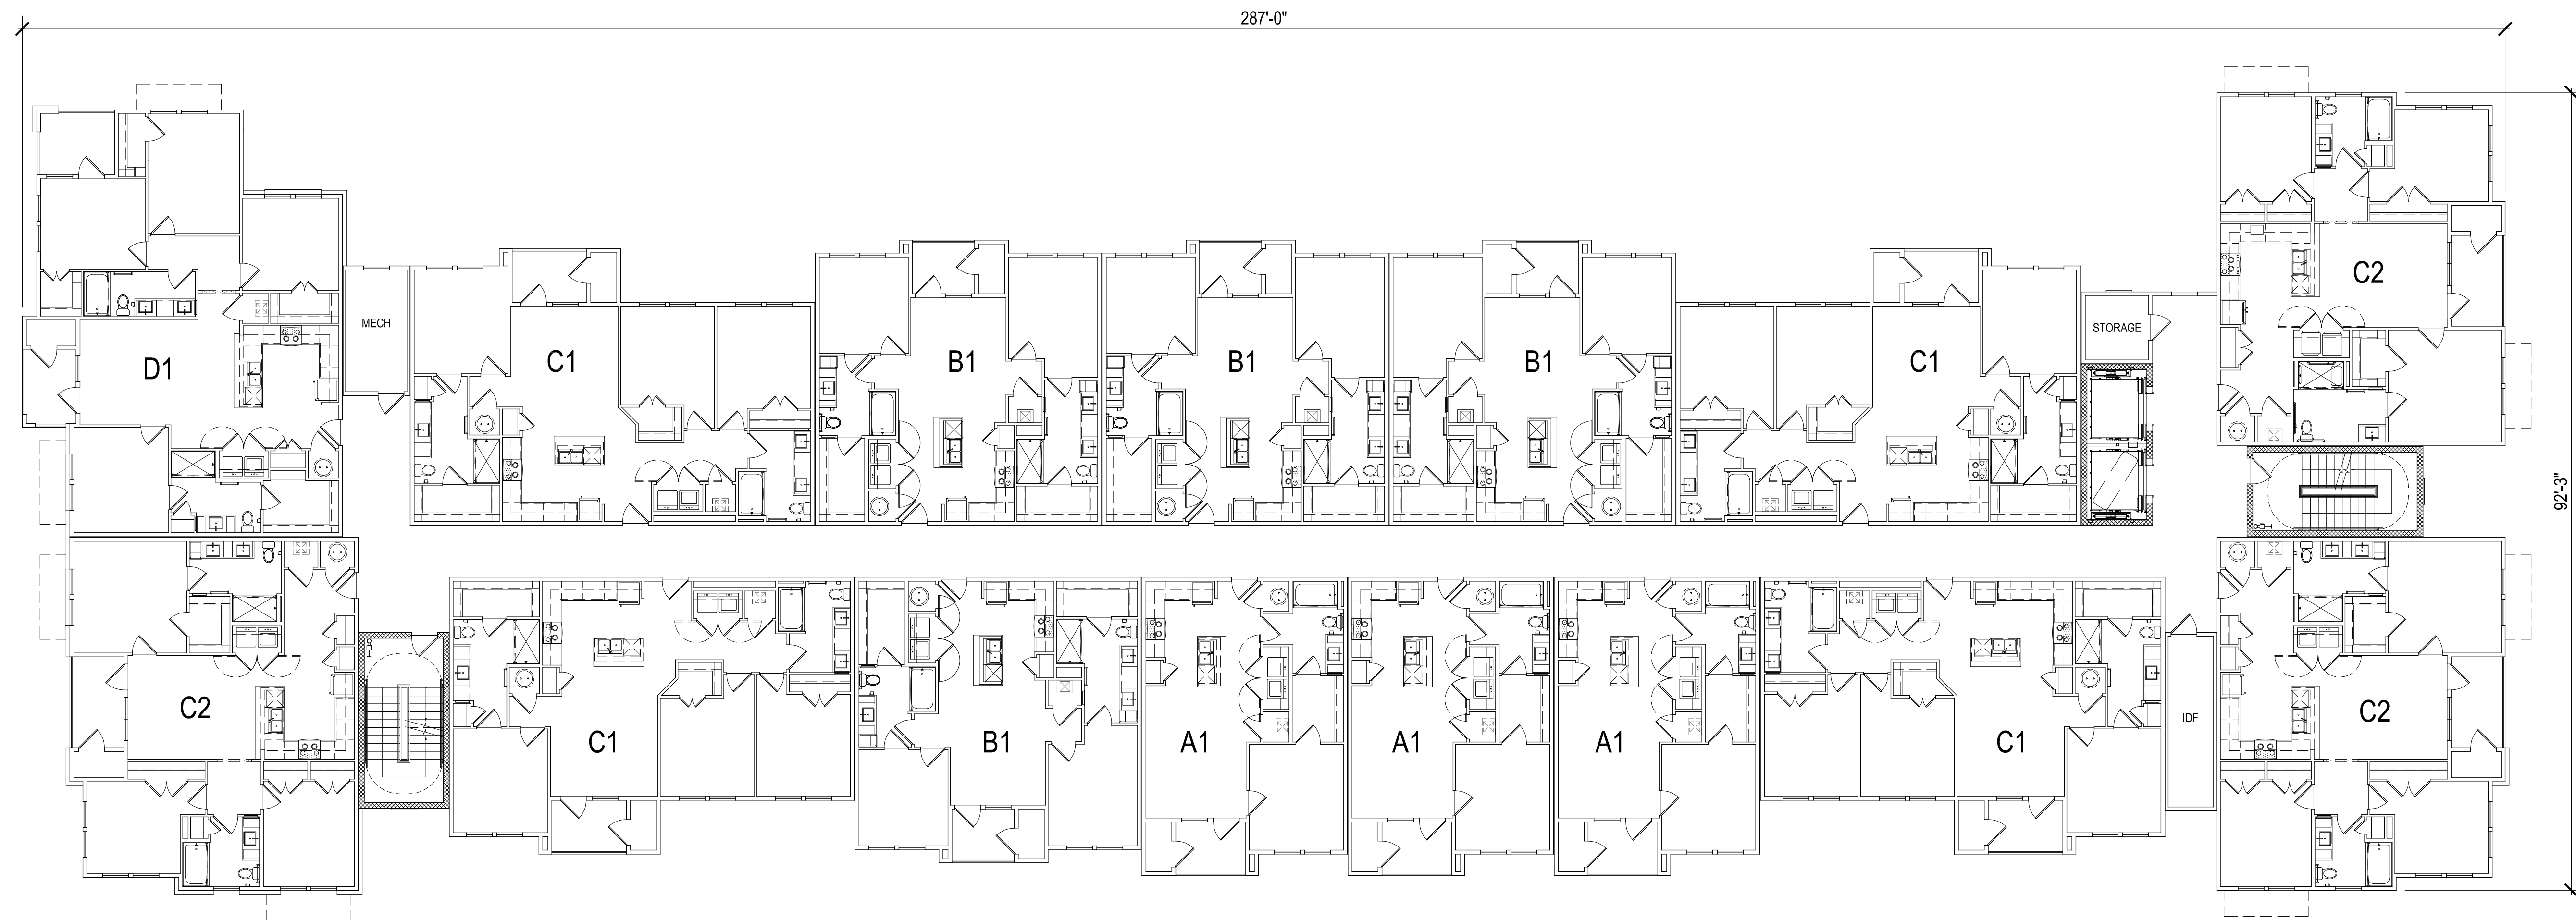 287'-0"
C2
MECH
STORAGE
D1
C1
B1
B1
B1
C1
92'-3"
C2
C1
B1
A1
A1
A1
C1
IDF
C2